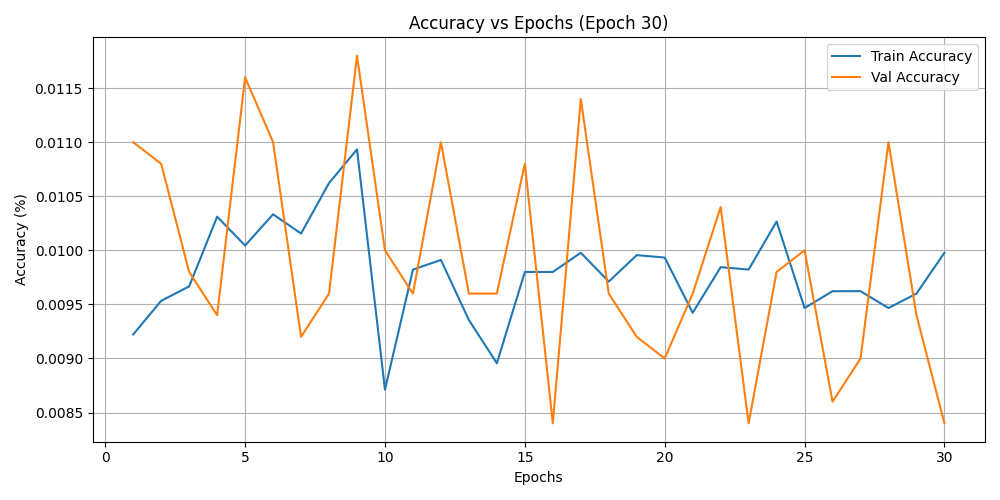 Accuracy vs Epochs (Epoch 30)
Train Accuracy
Val Accuracy
0.0115
0.0110
0.0105
0.0100
0.0095
0.0090
0.0085
Accuracy (%)
0 5 10 15 20 25 30
Epochs